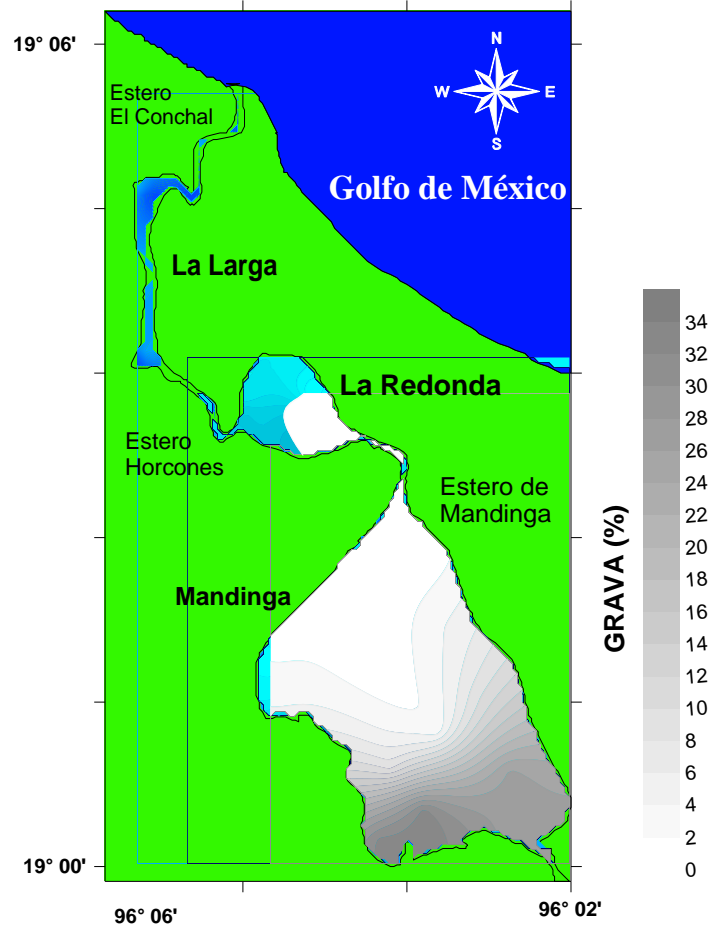 19° 06'
N
W E
S
Estero
El Conchal
Golfo de México
La Larga
La Redonda
Estero
Horcones
Estero de
Mandinga
Mandinga
GRAVA (%)
34
32
30
28
26
24
22
20
18
16
14
12
10
8
6
4
2
0
19° 00'
96° 06'
96° 02'